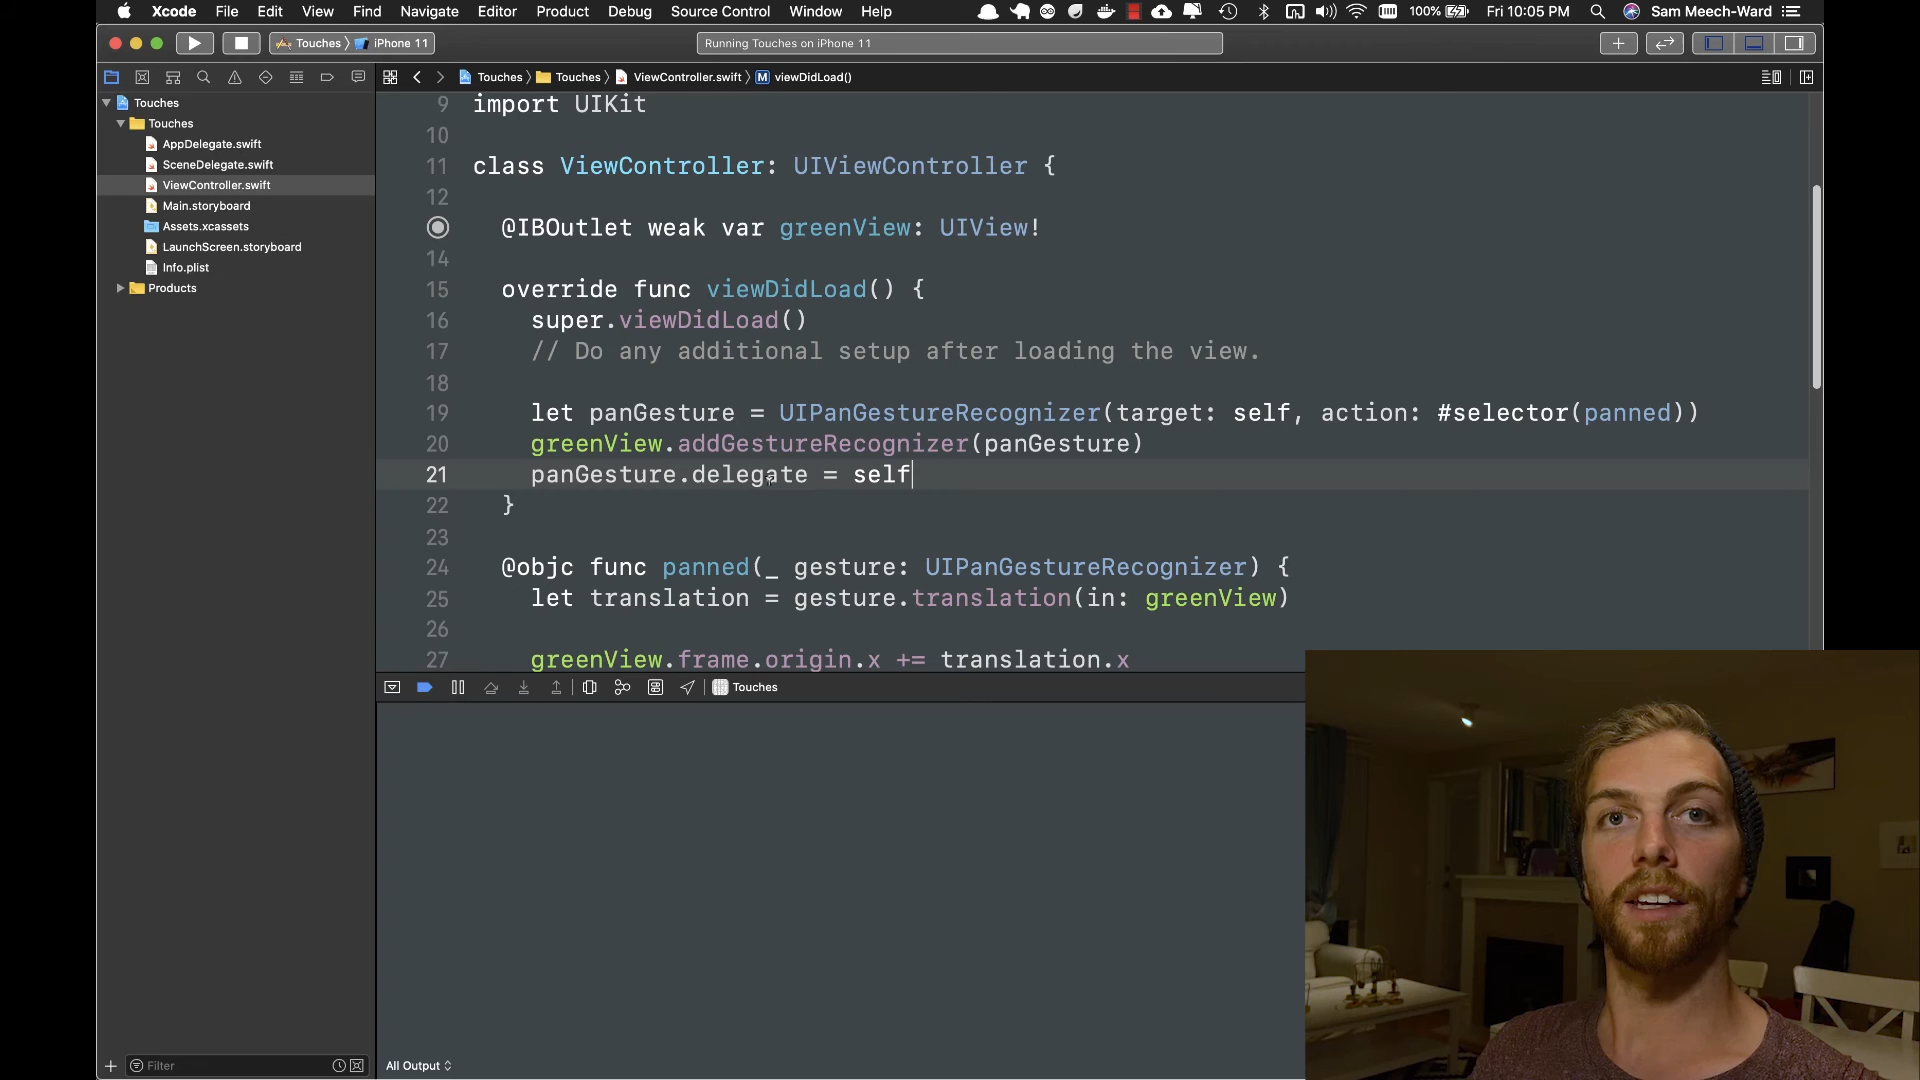 Xcode File Edit View Find Navigate Editor Product Debug Source Control Window Help 100% Fri 10:05 PM Sam Meech-Ward
Touches iPhone 11 Running Touches on iPhone 11
Touches Touches ViewController.swift M viewDidLoad()
Touches
Touches
AppDelegate.swift
SceneDelegate.swift
ViewController.swift
Main.storyboard
Assets.xcassets
LaunchScreen.storyboard
Info.plist
Products
9 import UIKit
10
11 class ViewController: UIViewController {
12
@IBOutlet weak var greenView: UIView!
14
15 override func viewDidLoad() {
16 super.viewDidLoad()
17 // Do any additional setup after loading the view.
18
19 let panGesture = UIPanGestureRecognizer(target: self, action: #selector(panned))
20 greenView.addGestureRecognizer(panGesture)
21 panGesture.delegate = self
22 }
23
24 @objc func panned(_ gesture: UIPanGestureRecognizer) {
25 let translation = gesture.translation(in: greenView)
26
27 greenView.frame.origin.x += translation.x
Touches
Filter
All Output